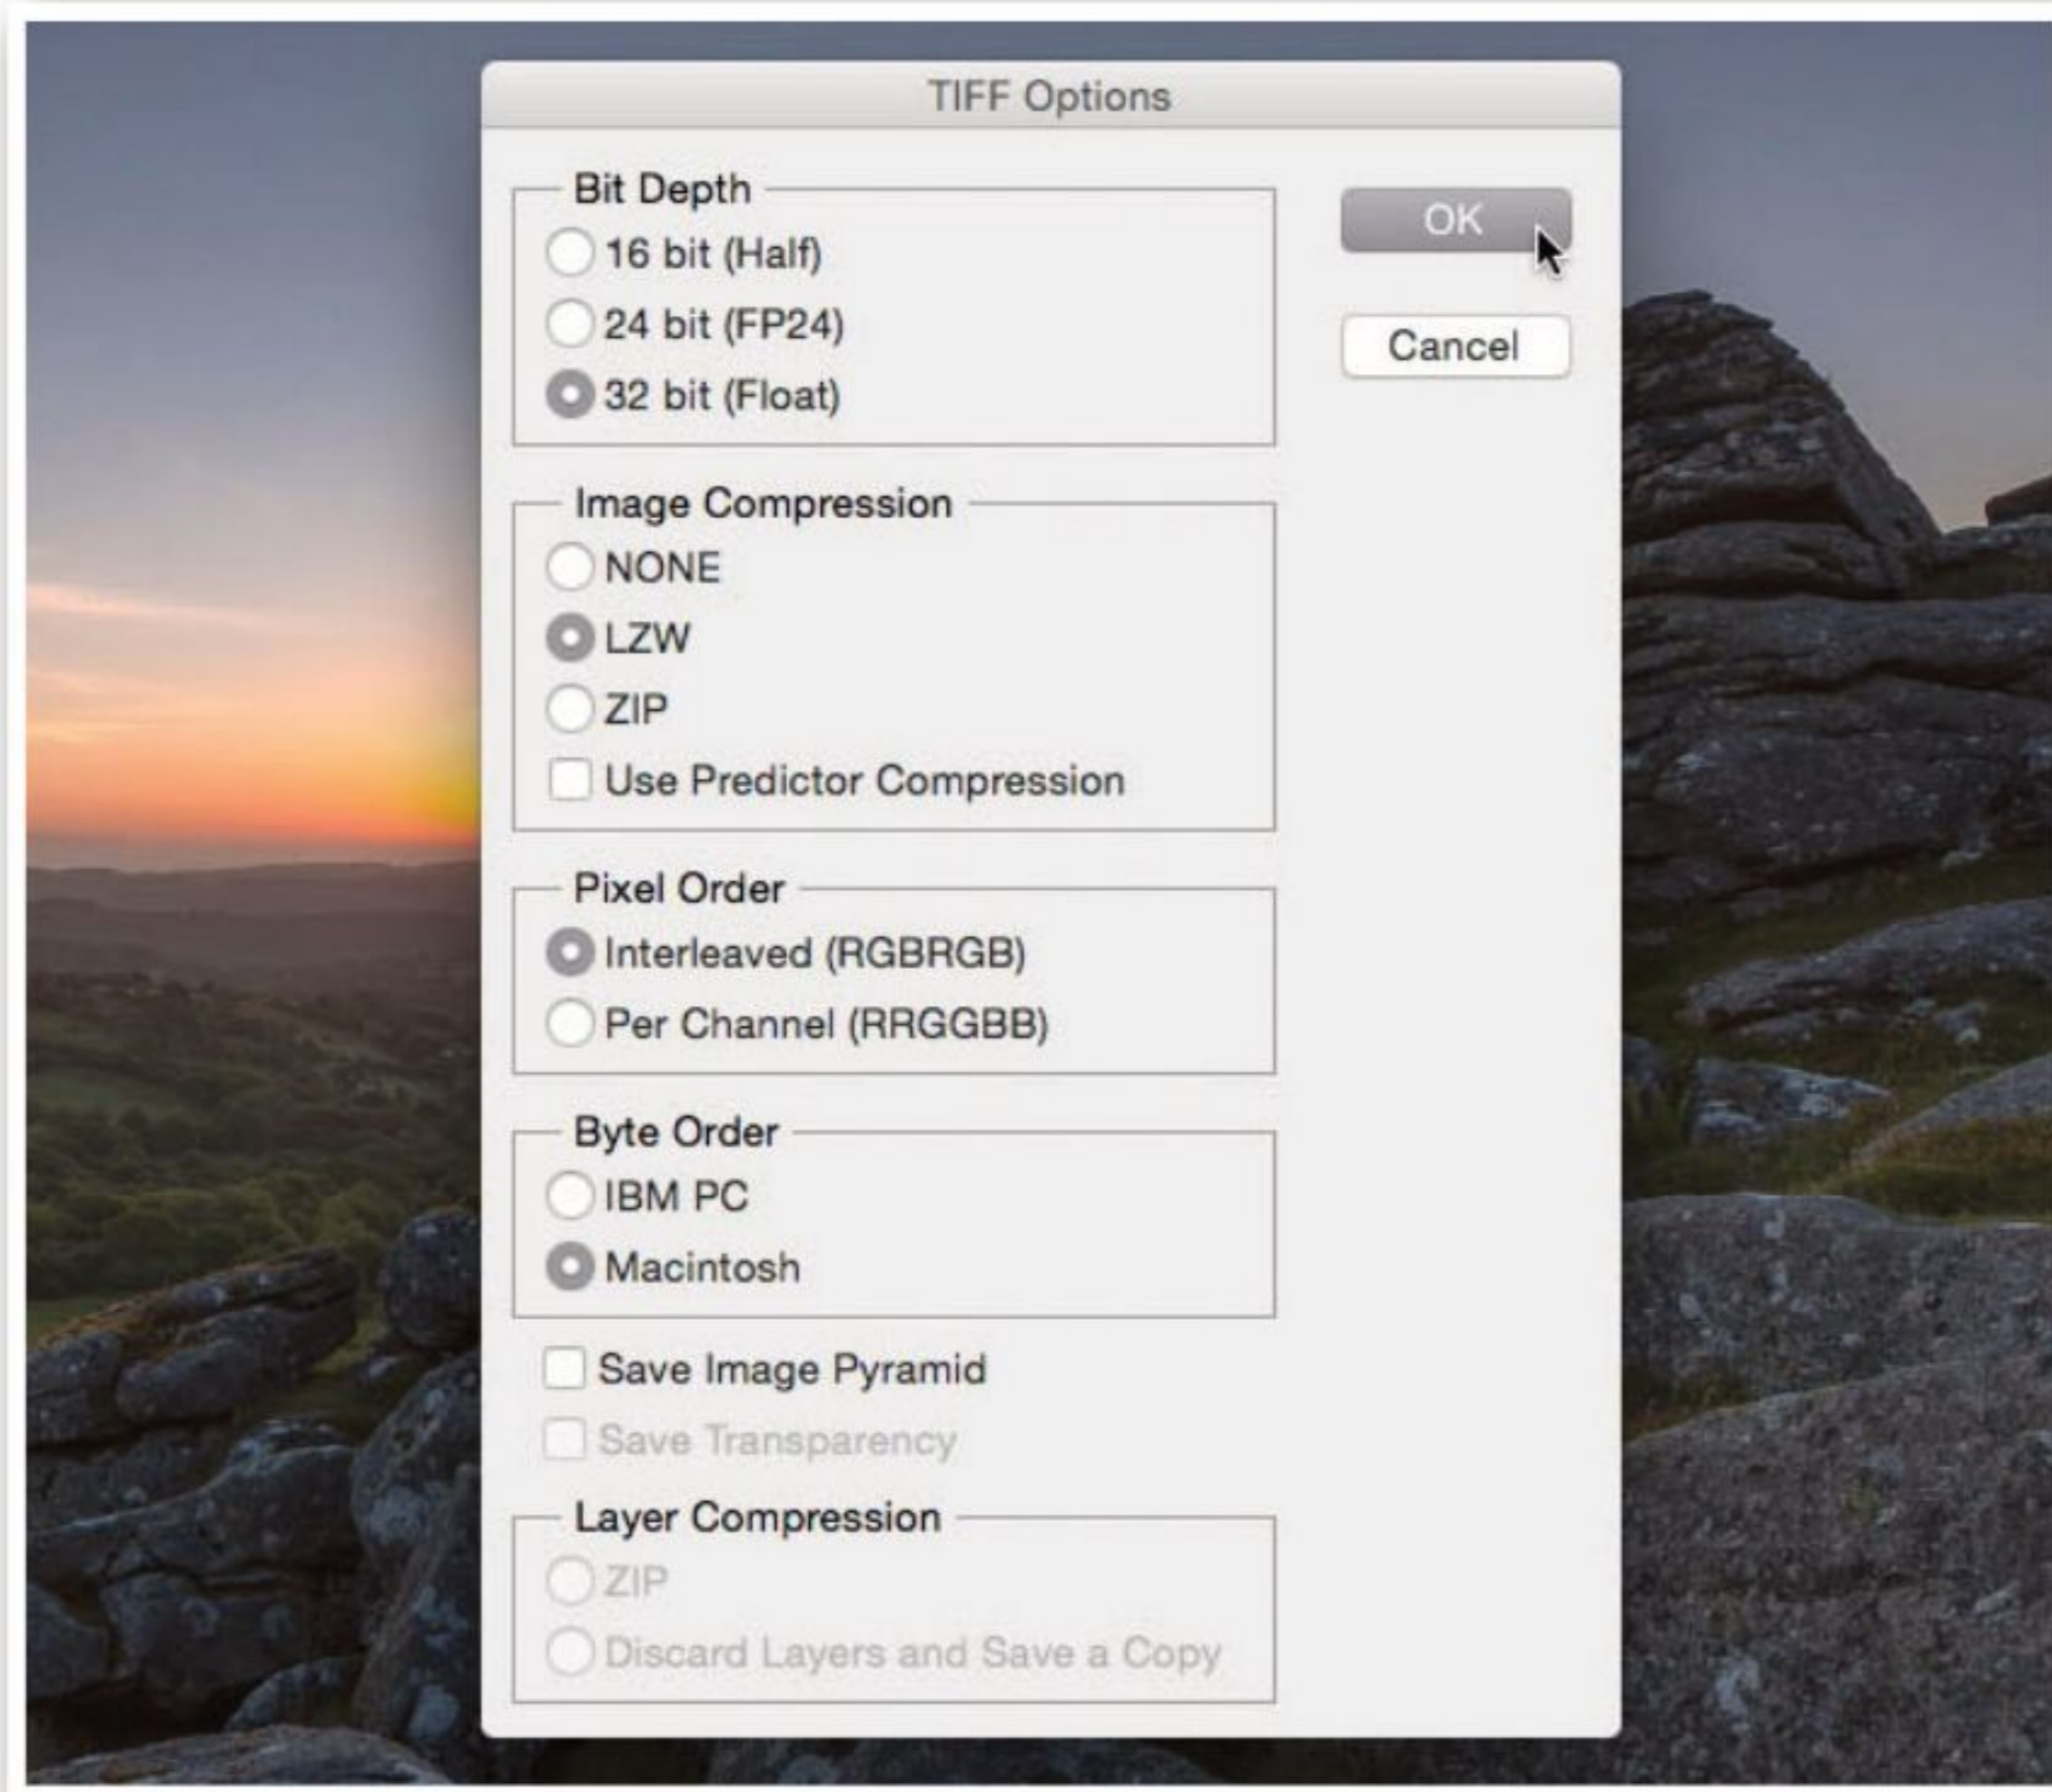 TIFF Options
Bit Depth
16 bit (Half)
24 bit (FP24)
32 bit (Float)
OK
Cancel
Image Compression
NONE
LZW
ZIP
Use Predictor Compression
Pixel Order
Interleaved (RGBRGB)
Per Channel (RRGGBB)
Byte Order
IBM PC
Macintosh
Save Image Pyramid
Save Transparency
Layer Compression
ZIP
Discard Layers and Save a Copy